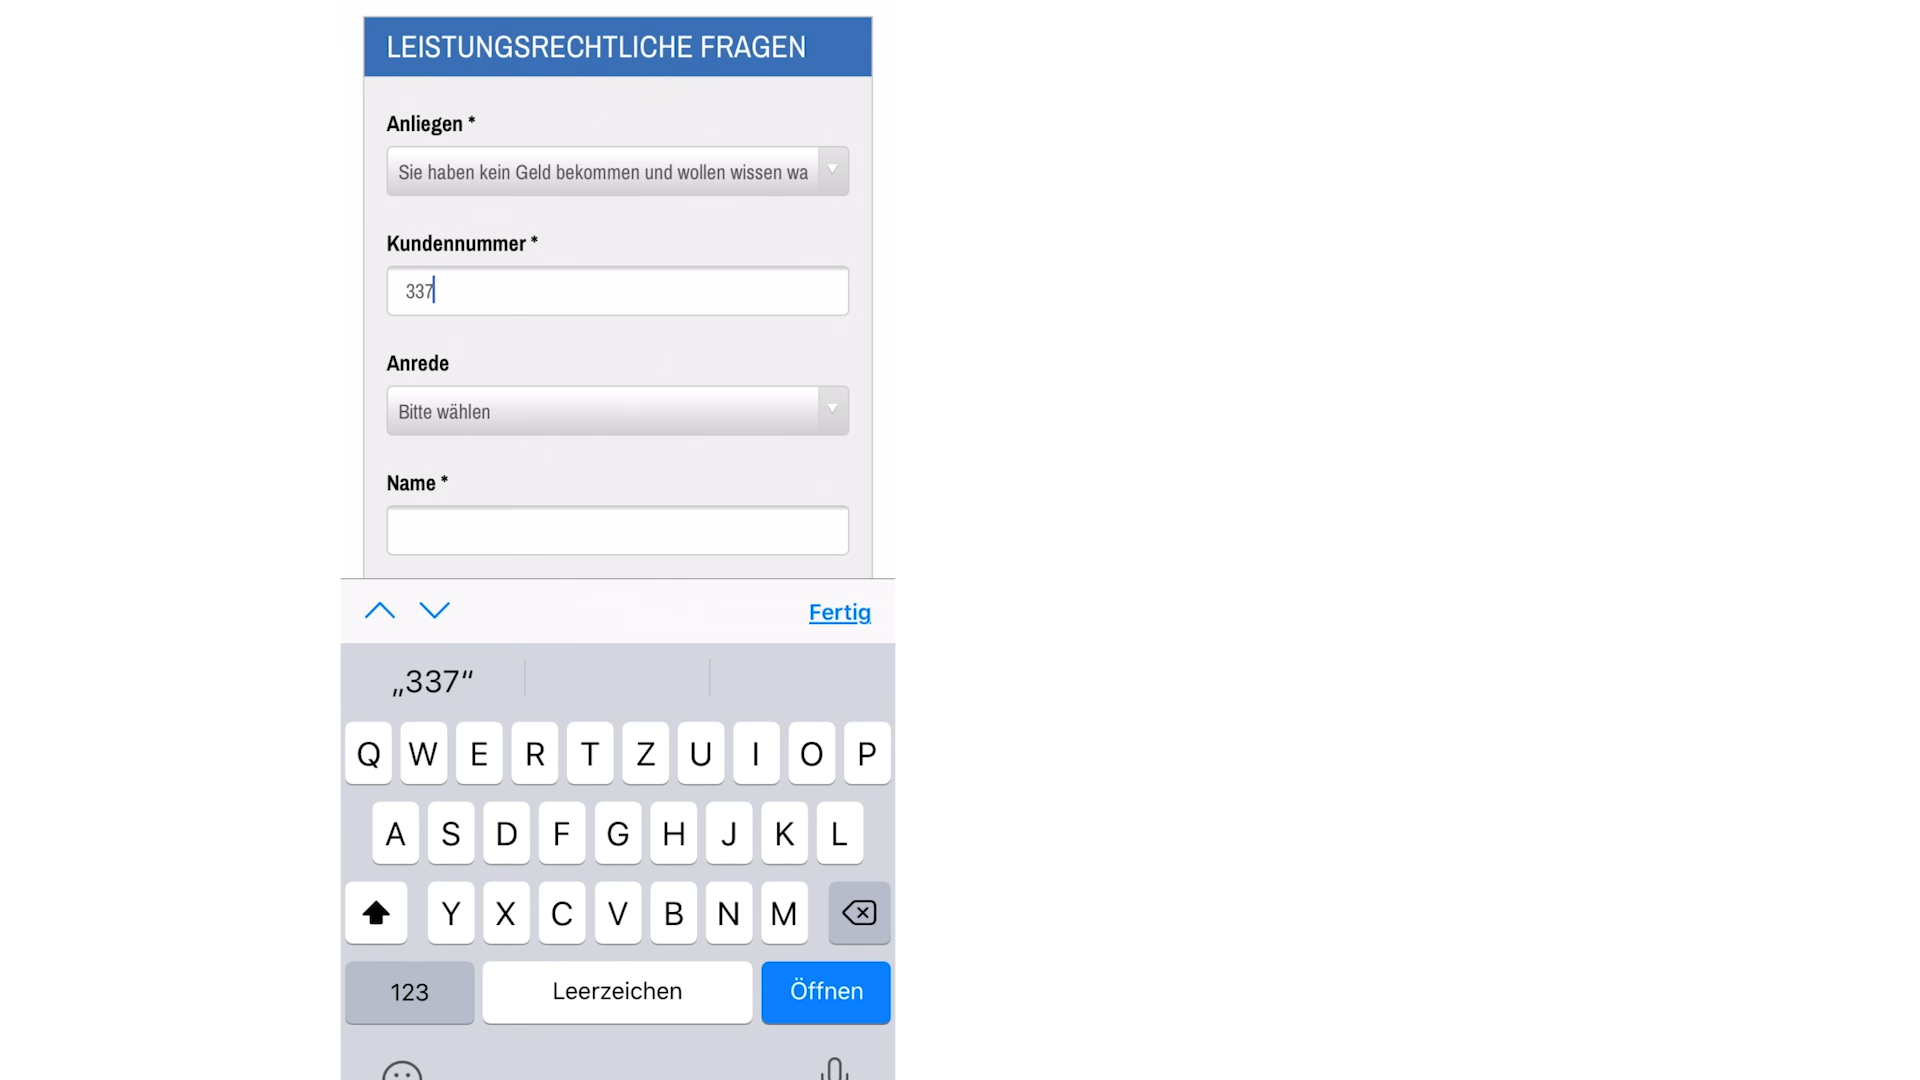 LEISTUNGSRECHTLICHE FRAGEN
Anliegen *
Sie haben kein Geld bekommen und wollen wissen wa
Kundennummer *
337
Anrede
Bitte wählen
Name *
Fertig
„337“
Q W E R T Z U I O P
A S D F G H J K L
Y X C V B N M
123 Leerzeichen Öffnen